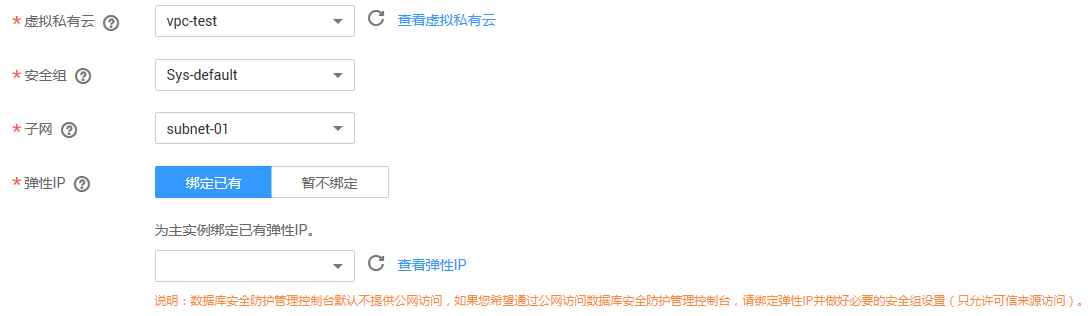 * 虚拟私有云 ? vpc-test 查看虚拟私有云
* 安全组 ? Sys-default
* 子网 ? subnet-01
* 弹性IP ? 绑定已有 暂不绑定
为主实例绑定已有弹性IP。
查看弹性IP
说明：数据库安全防护管理控制台默认不提供公网访问，如果您希望通过公网访问数据库安全防护管理控制台，请绑定弹性IP并做好必要的安全组设置（只允许可信来源访问）。